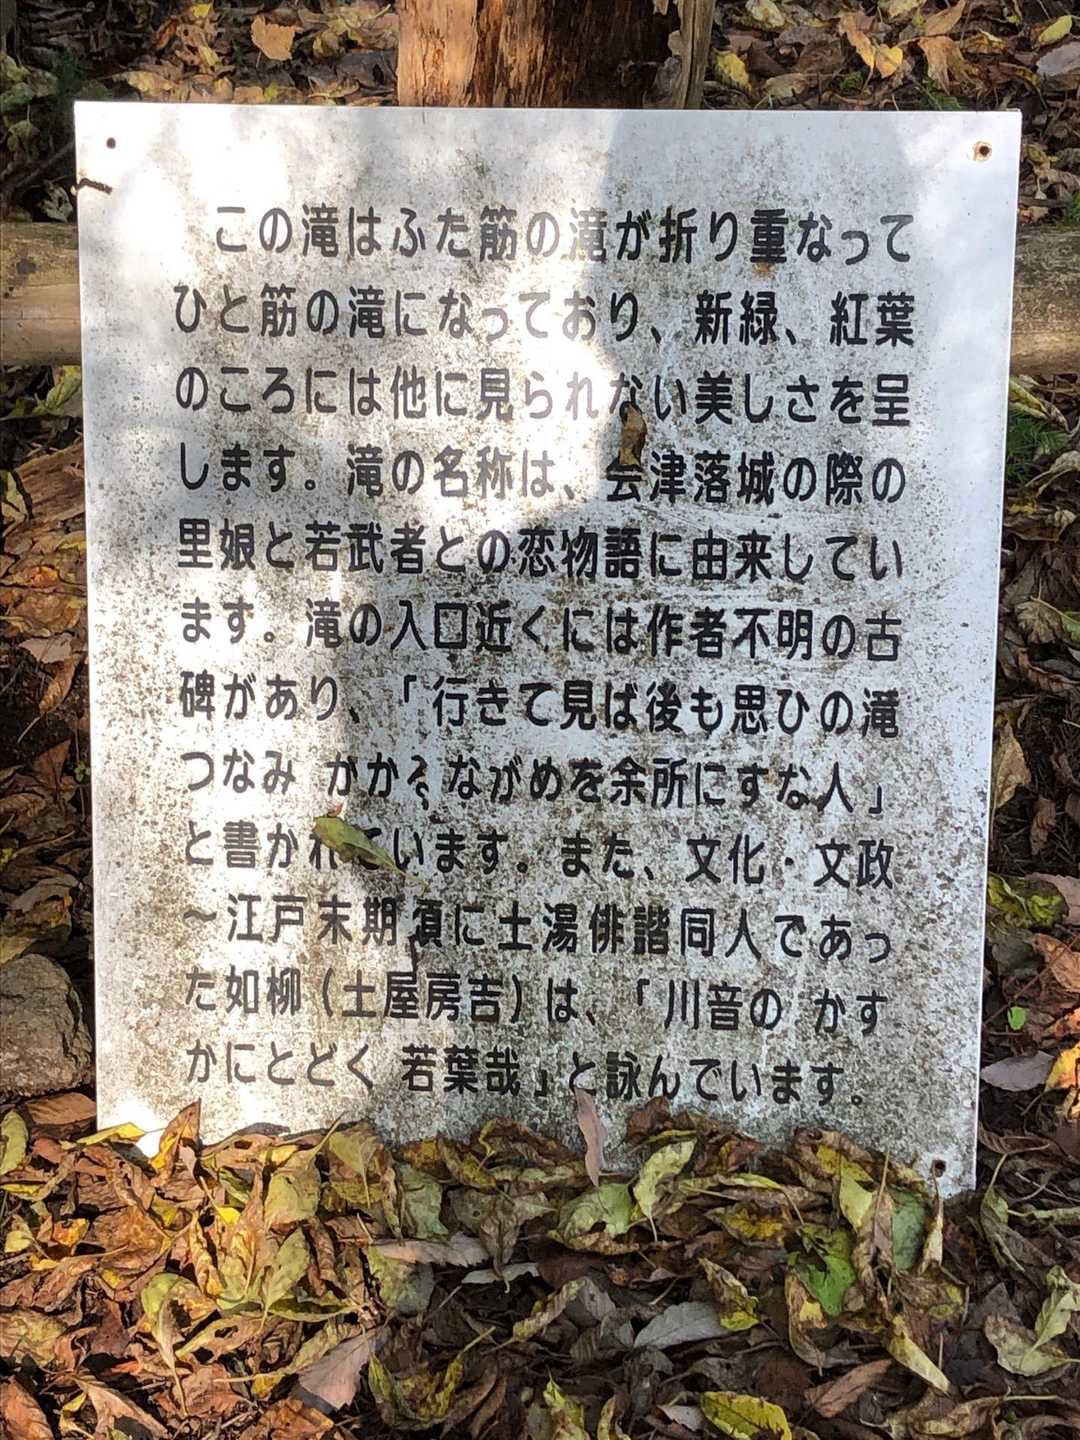 この滝はふた筋の滝が折り重なって
ひと筋の滝になっており、新緑、紅葉
のころには他に見られない美しさを呈
します。滝の名称は、会津落城の際の
里娘と若武者との恋物語に由来してい
ます。滝の入口近くには作者不明の古
碑があり、「行きて見ば後も思ひの滝
つなみ かか　ながめを余所にすな人」
と書かれています。また、文化・文政
～江戸末期頃に土湯俳諧同人であっ
た如柳（土屋房吉）は、「川音の かす
かにとどく 若葉哉」と詠んでいます。